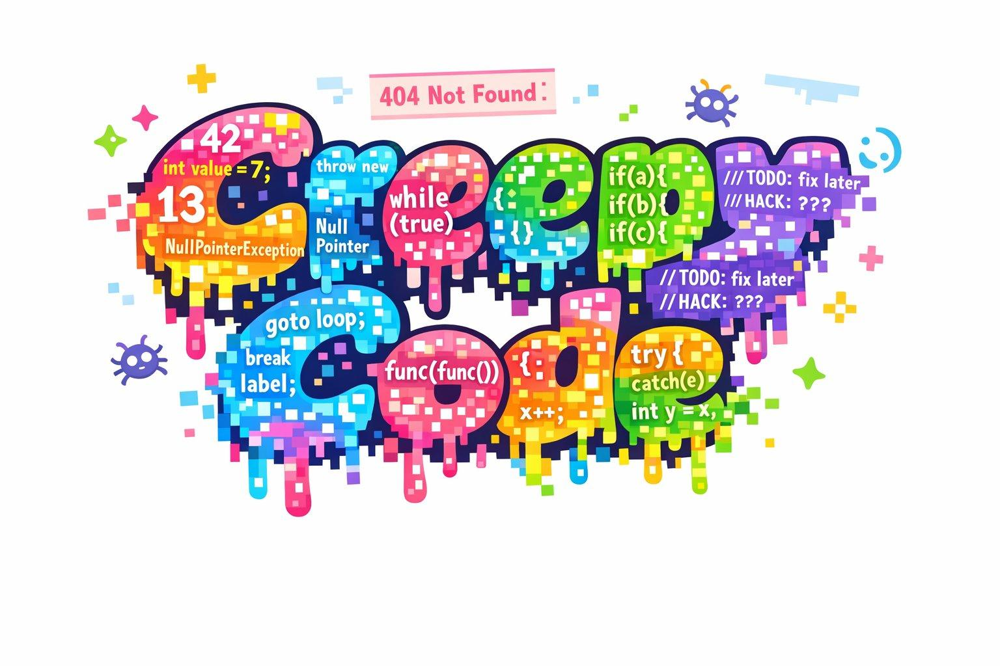 404 Not Found:
Creepy
42
int value = 7;
13
NullPointerException
throw new
Null
Pointer
while
(true)
{
{}
if(a){
if(b){
if(c){
/// TODO: fix later
/// HACK: ???
// TODO: fix later
// HACK: ???
Code
goto loop;
break
label;
func(func())
{:
x++;
try {
catch(e)
int y = x,